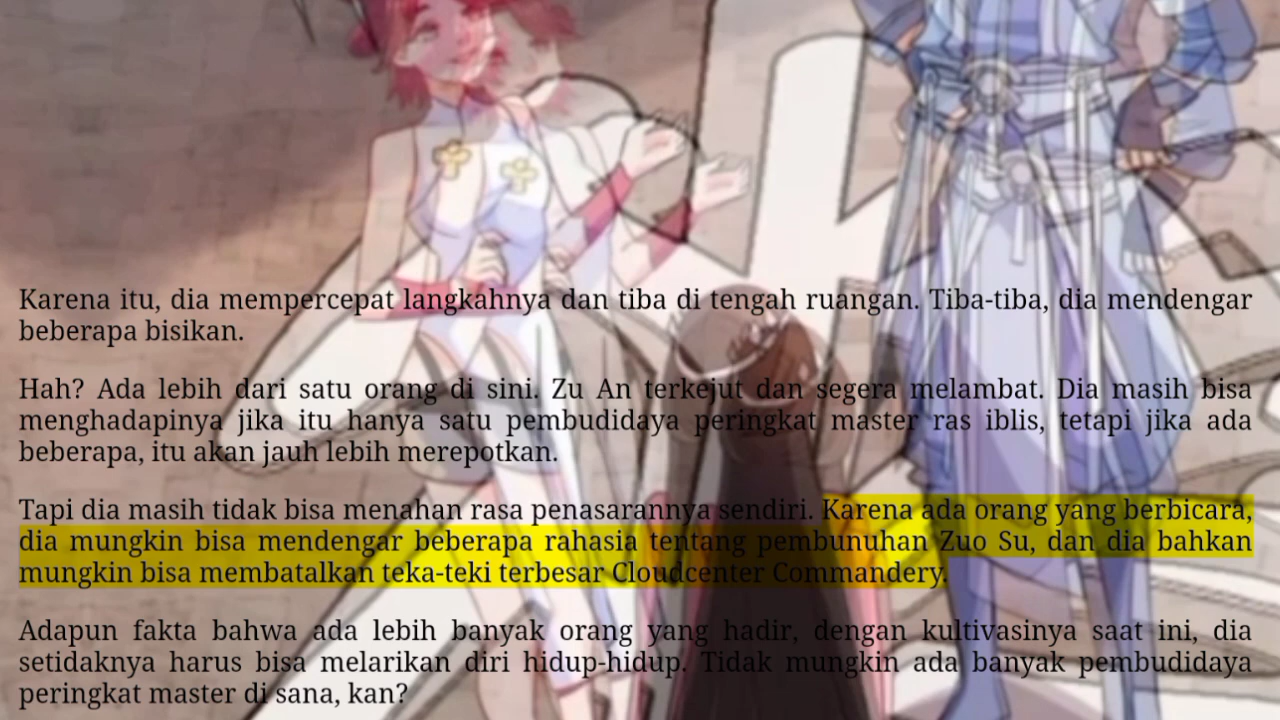 Karena itu, dia mempercepat langkahnya dan tiba di tengah ruangan. Tiba-tiba, dia mendengar
beberapa bisikan.
Hah? Ada lebih dari satu orang di sini. Zu An terkejut dan segera melambat. Dia masih bisa
menghadapinya jika itu hanya satu pembudidaya peringkat master ras iblis, tetapi jika ada
beberapa, itu akan jauh lebih merepotkan.
Tapi dia masih tidak bisa menahan rasa penasarannya sendiri. Karena ada orang yang berbicara,
dia mungkin bisa mendengar beberapa rahasia tentang pembunuhan Zuo Su, dan dia bahkan
mungkin bisa membatalkan teka-teki terbesar Cloudcenter Commandery.
Adapun fakta bahwa ada lebih banyak orang yang hadir, dengan kultivasinya saat ini, dia
setidaknya harus bisa melarikan diri hidup-hidup. Tidak mungkin ada banyak pembudidaya
peringkat master di sana, kan?